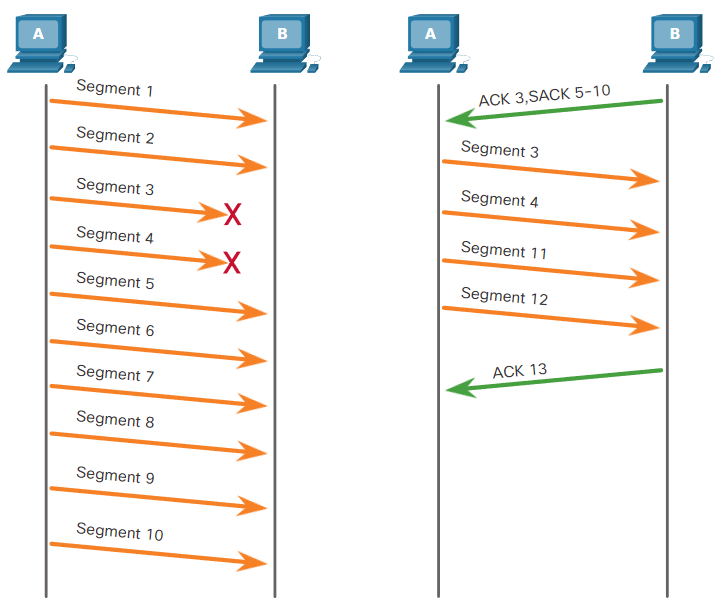 A
B
Segment 1
Segment 2
Segment 3
X
Segment 4
X
Segment 5
Segment 6
Segment 7
Segment 8
Segment 9
Segment 10
A
B
ACK 3,SACK 5-10
Segment 3
Segment 4
Segment 11
Segment 12
ACK 13